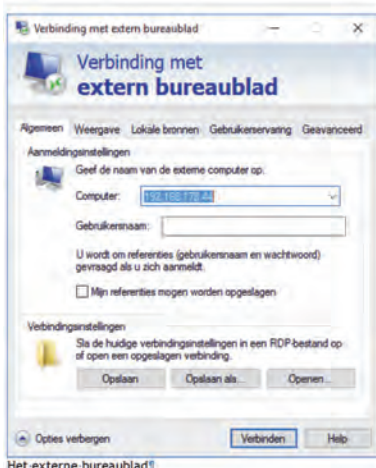 Verbinding met extern bureaublad
Verbinding met
extern bureaublad
Algemeen Weergave Lokale bronnen Gebruikerservaring Geavanceerd
Aanmeldingsinstellingen
Geef de naam van de externe computer op.
Computer: 192.168.178.44
Gebruikersnaam:
U wordt om referenties (gebruikersnaam en wachtwoord)
gevraagd als u zich aanmeldt.
Mijn referenties mogen worden opgeslagen
Verbindingsinstellingen
Sla de huidige verbindingsinstellingen in een RDP-bestand op
of open een opgeslagen verbinding.
Opslaan Opslaan als... Openen...
Opties verbergen Verbinden Help
Het·externe·bureaublad¶